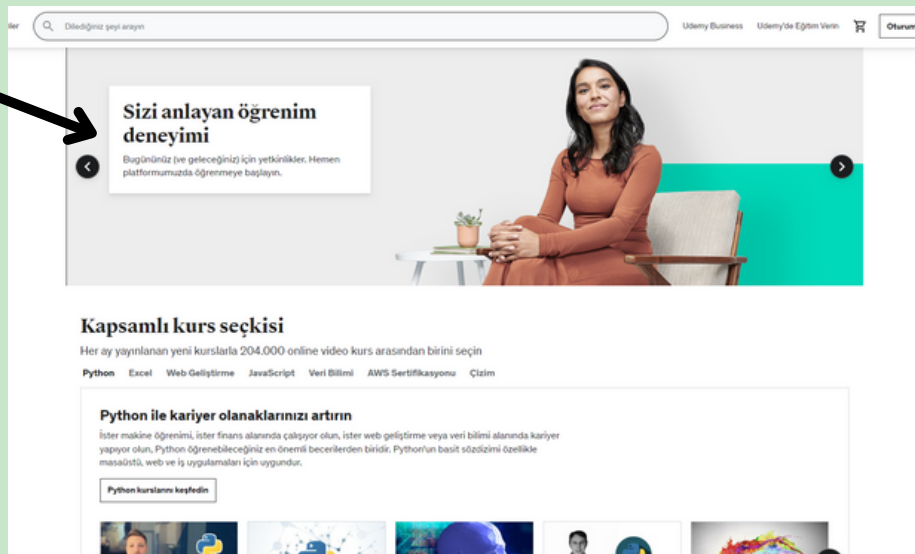 Dilediğiniz şeyi arayın
Udemy Business
Udemy'de Eğitim Verin
Oturum
Sizi anlayan öğrenim
deneyimi
Bugününüz (ve geleceğiniz) için yetkinlikler. Hemen
platformumuzda öğrenmeye başlayın.
Kapsamlı kurs seçkisi
Her ay yayınlanan yeni kurslarla 204.000 online video kurs arasından birini seçin
Python Excel Web Geliştirme JavaScript Veri Bilimi AWS Sertifikasyonu Çizim
Python ile kariyer olanaklarınızı artırın
İster makine öğrenimi, ister finans alanında çalışıyor olun, ister web geliştirme veya veri bilimi alanında kariyer
yapıyor olun, Python öğrenebileceğiniz en önemli becerilerden biridir. Python'un basit sözdizimi özellikle
masaüstü, web ve iş uygulamaları için uygundur.
Python kurslarını keşfedin